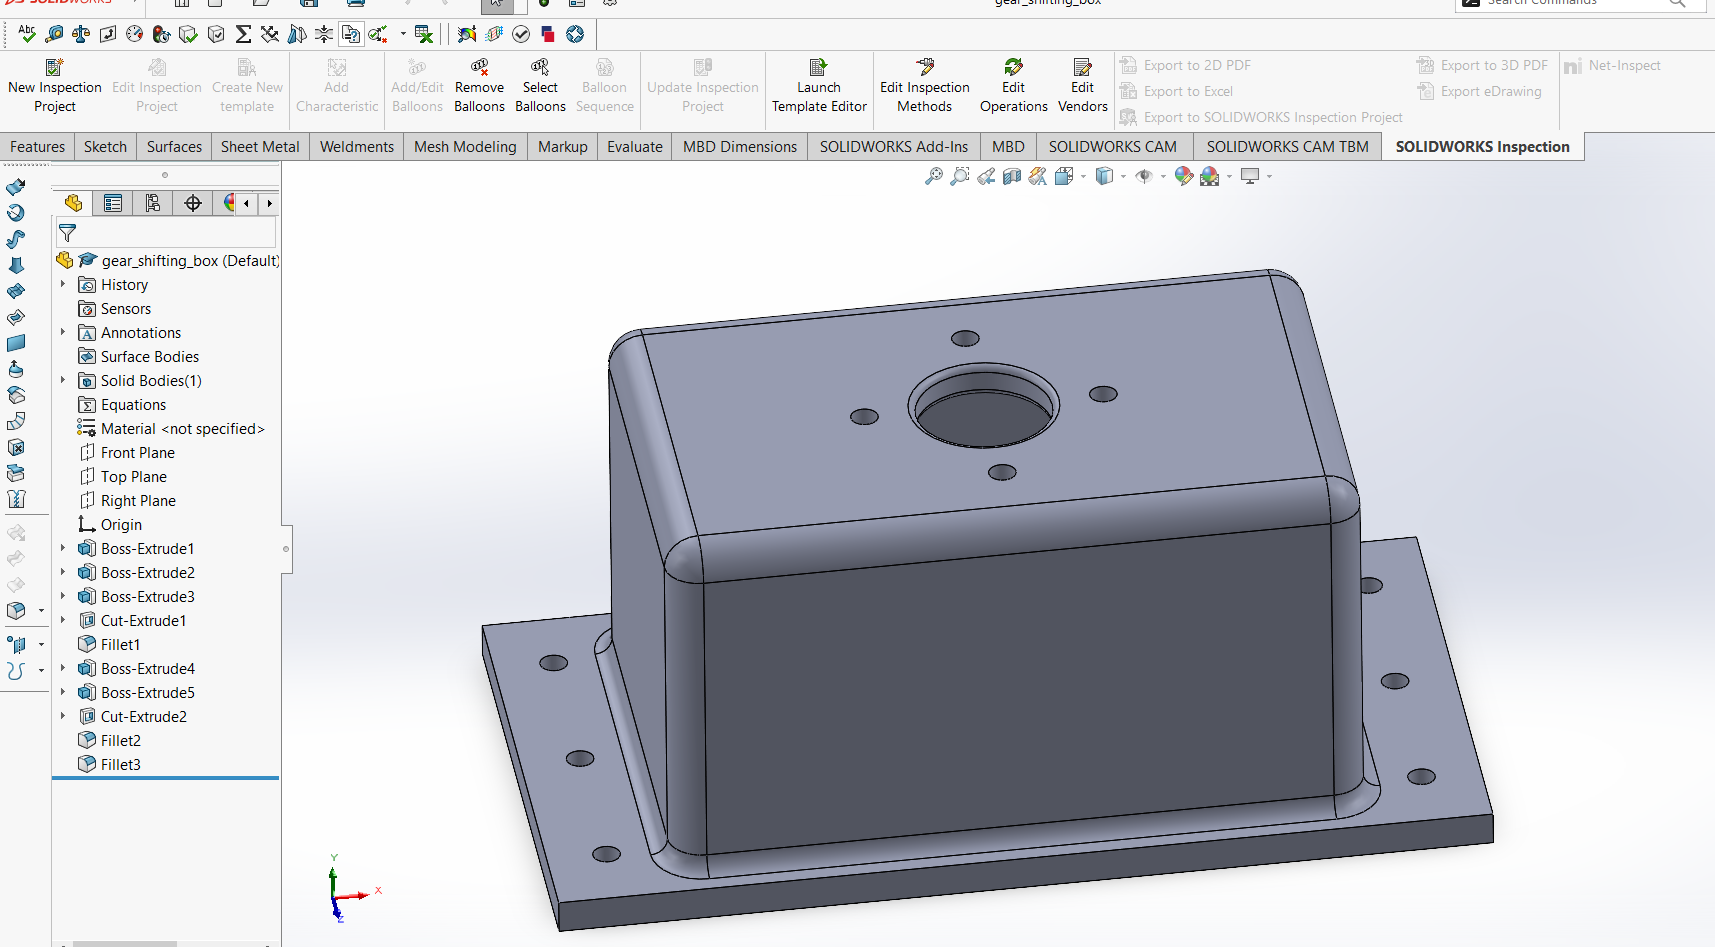 SOLIDWORKS
gear_shifting_box
Search Commands
Abc
New Inspection Project
Edit Inspection Project
Create New template
Add Characteristic
Add/Edit Balloons
Remove Balloons
Select Balloons
Balloon Sequence
Update Inspection Project
Launch Template Editor
Edit Inspection Methods
Edit Operations
Edit Vendors
Export to 2D PDF
Export to Excel
Export to SOLIDWORKS Inspection Project
Export to 3D PDF
Export eDrawing
Net-Inspect
Features
Sketch
Surfaces
Sheet Metal
Weldments
Mesh Modeling
Markup
Evaluate
MBD Dimensions
SOLIDWORKS Add-Ins
MBD
SOLIDWORKS CAM
SOLIDWORKS CAM TBM
SOLIDWORKS Inspection
gear_shifting_box (Default)
History
Sensors
Annotations
Surface Bodies
Solid Bodies(1)
Equations
Material <not specified>
Front Plane
Top Plane
Right Plane
Origin
Boss-Extrude1
Boss-Extrude2
Boss-Extrude3
Cut-Extrude1
Fillet1
Boss-Extrude4
Boss-Extrude5
Cut-Extrude2
Fillet2
Fillet3
Y
X
Z